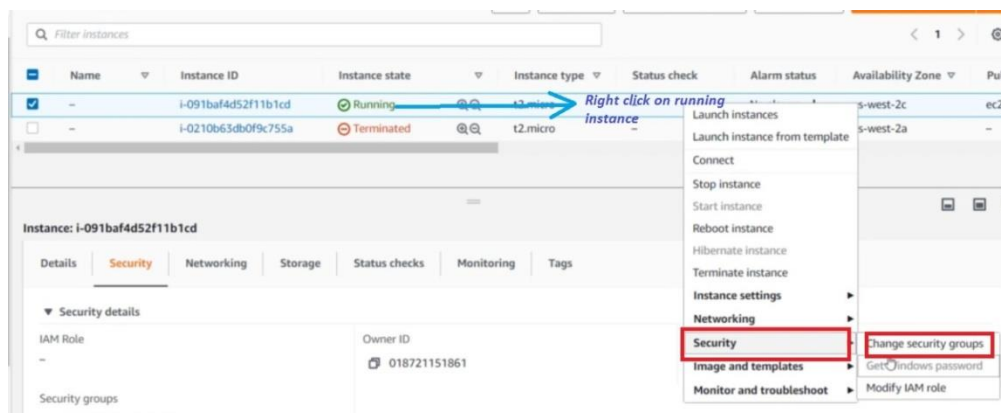 Filter instances
1
Name Instance ID Instance state Instance type Status check Alarm status Availability Zone
– i-091baf4d52f11b1cd Running t2.micro s-west-2c ec2
– i-0210b63db0f9c755a Terminated t2.micro – s-west-2a –
Right click on running
instance
Launch instances
Launch instance from template
Connect
Stop instance
Start instance
Reboot instance
Hibernate instance
Terminate instance
Instance settings
Networking
Security
Image and templates
Monitor and troubleshoot
Change security groups
Get Windows password
Modify IAM role
Instance: i-091baf4d52f11b1cd
Details Security Networking Storage Status checks Monitoring Tags
Security details
IAM Role Owner ID
– 018721151861
Security groups